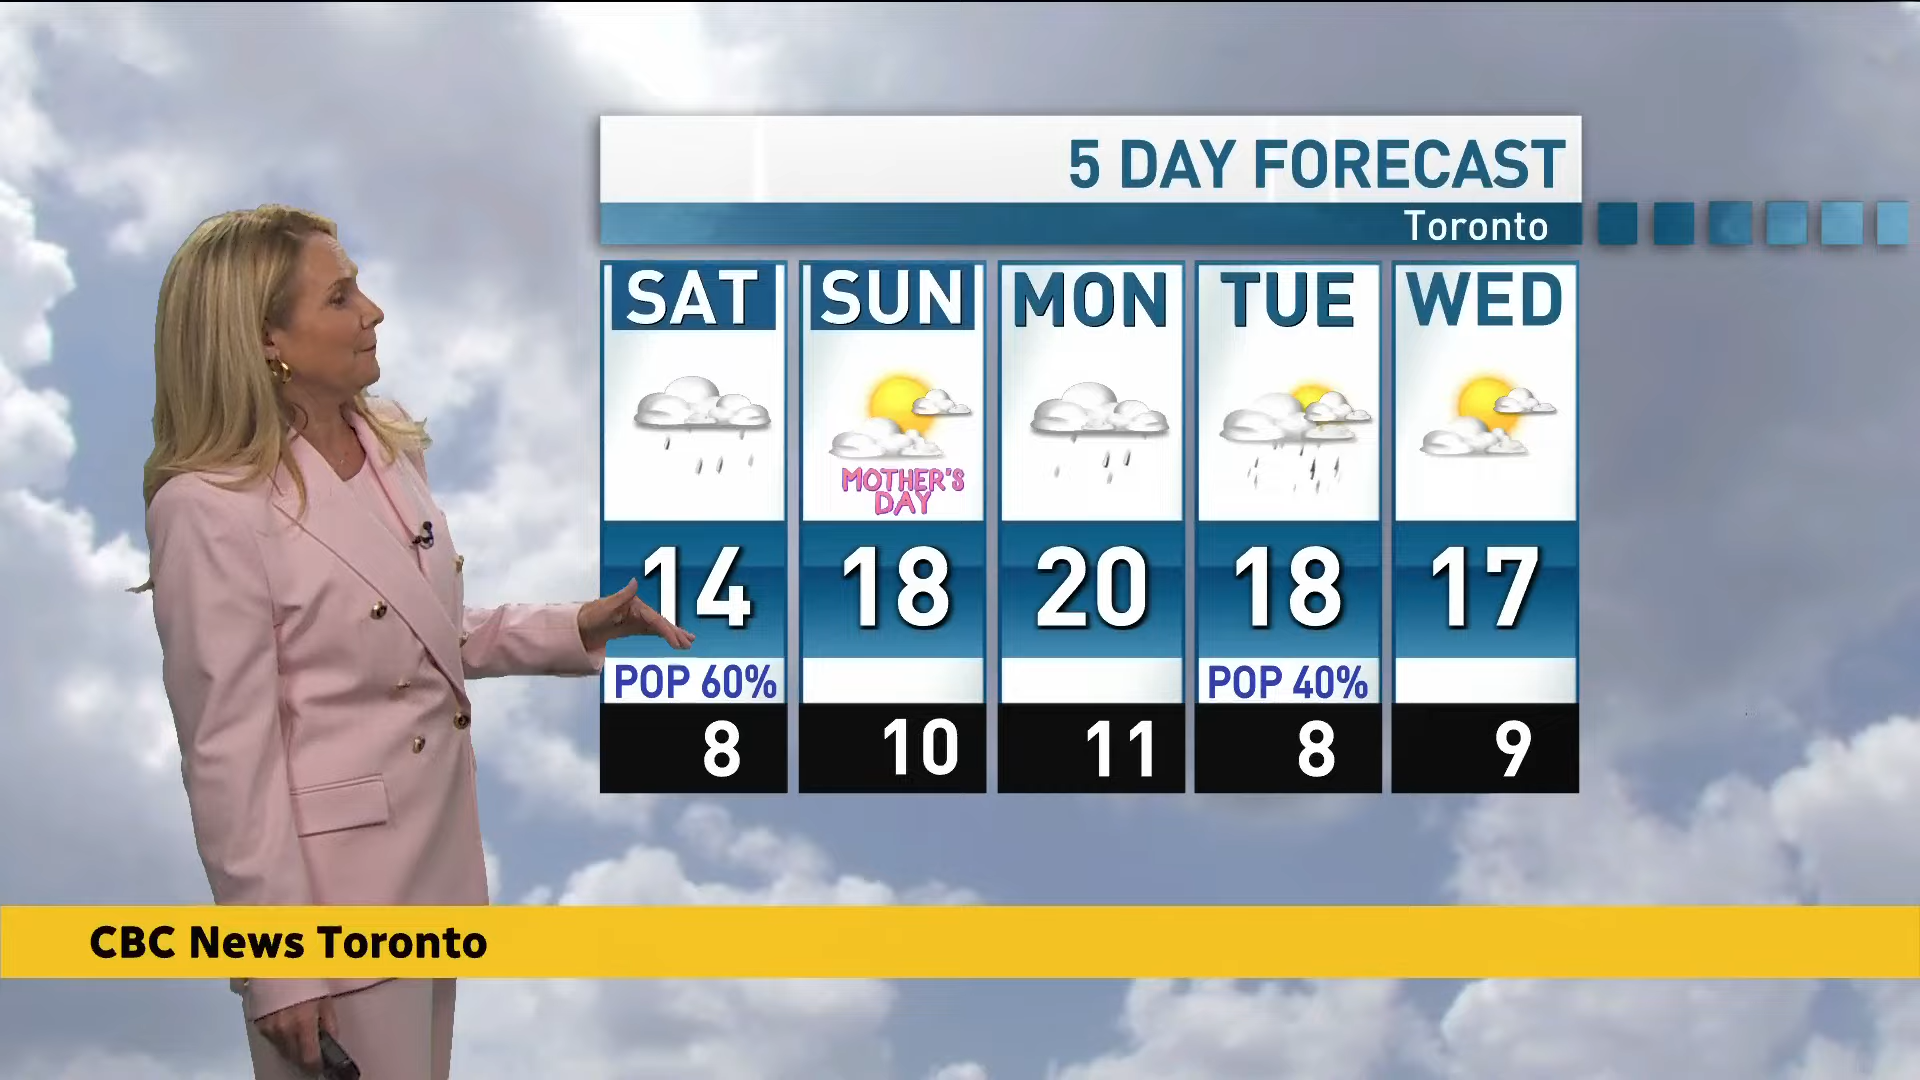 5 DAY FORECAST
Toronto
SAT SUN MON TUE WED
MOTHER'S
DAY
14 18 20 18 17
POP 60% POP 40%
8 10 11 8 9
CBC News Toronto